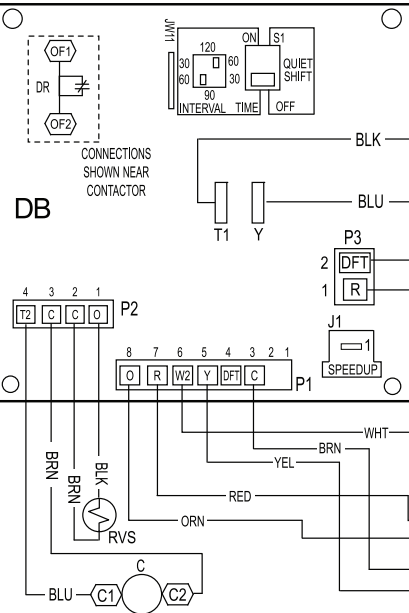 OF1
DR
OF2
CONNECTIONS
SHOWN NEAR
CONTACTOR
DB
JW11
120
30 60
60 30
90
INTERVAL
ON S1
QUIET
SHIFT
TIME OFF
BLK
BLU
T1 Y
P3
2 DFT
1 R
J1
1
SPEEDUP
4 3 2 1
T2 C C O
P2
8 7 6 5 4 3 2 1
O R W2 Y DFT C
P1
WHT
BRN
YEL
RED
ORN
BRN
BRN
BLK
RVS
C
BLU C1 C2